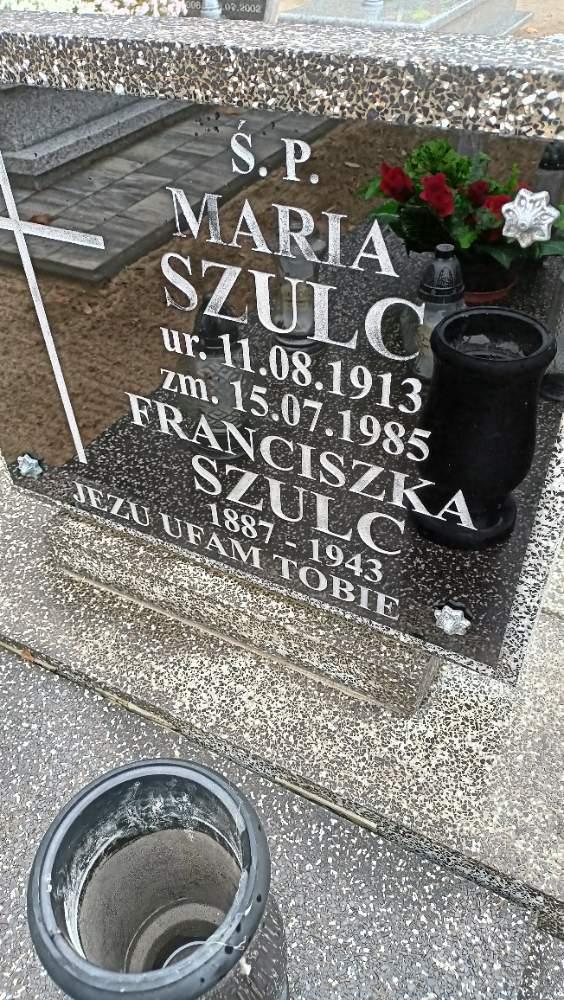 Ś. P.
MARIA
SZULC
ur. 11.08.1913
zm. 15.07.1985
FRANCISZKA
SZULC
1887 - 1943
JEZU UFAM TOBIE